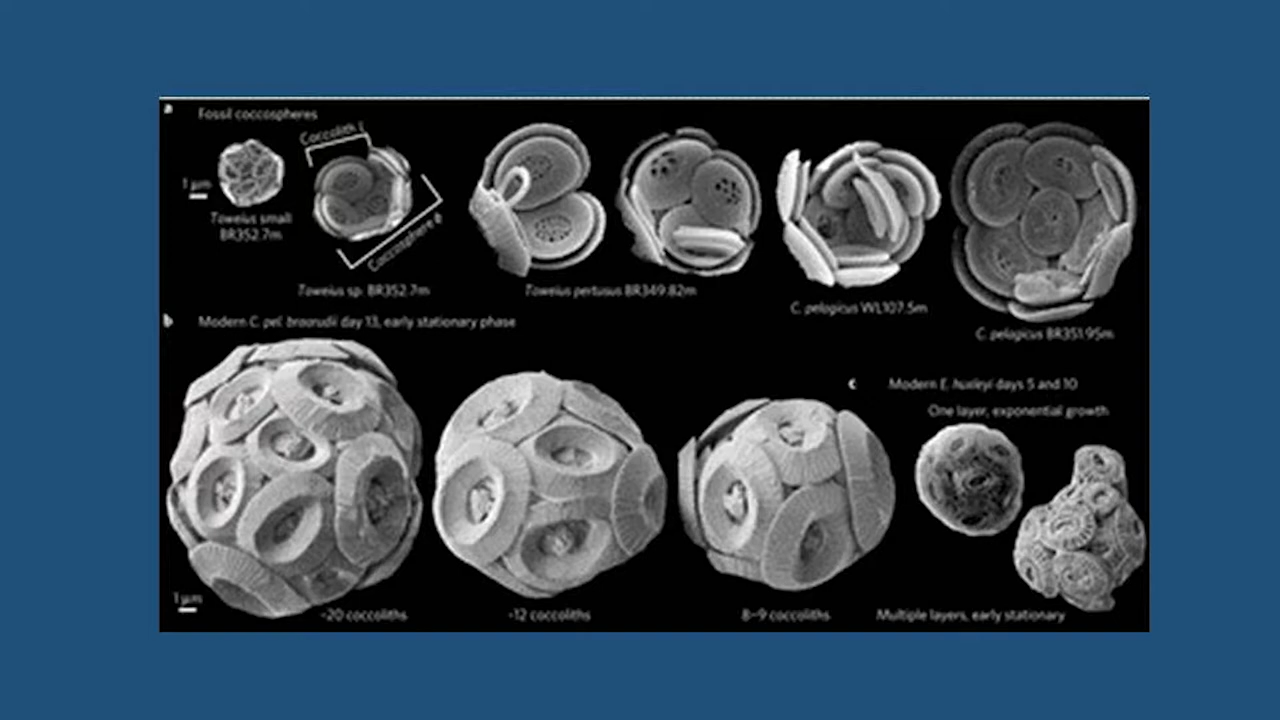 a
Fossil coccospheres
Coccolith L
1 µm
Toweius small
BR352.7m
Coccosphere Ø
Toweius sp. BR352.7m
Toweius pertusus BR349.82m
C. pelagicus WL107.5m
C. pelagicus BR351.95m
b
Modern C. pel. braarudii day 13, early stationary phase
c
Modern E. huxleyi days 5 and 10
One layer, exponential growth
1 µm
~20 coccoliths
~12 coccoliths
8–9 coccoliths
Multiple layers, early stationary